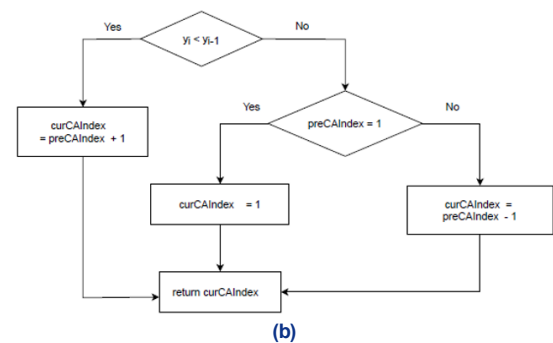 Yes
yᵢ < yᵢ₋₁
No
curCAIndex
= preCAIndex + 1
Yes
preCAIndex = 1
No
curCAIndex = 1
curCAIndex =
preCAIndex - 1
return curCAIndex
(b)